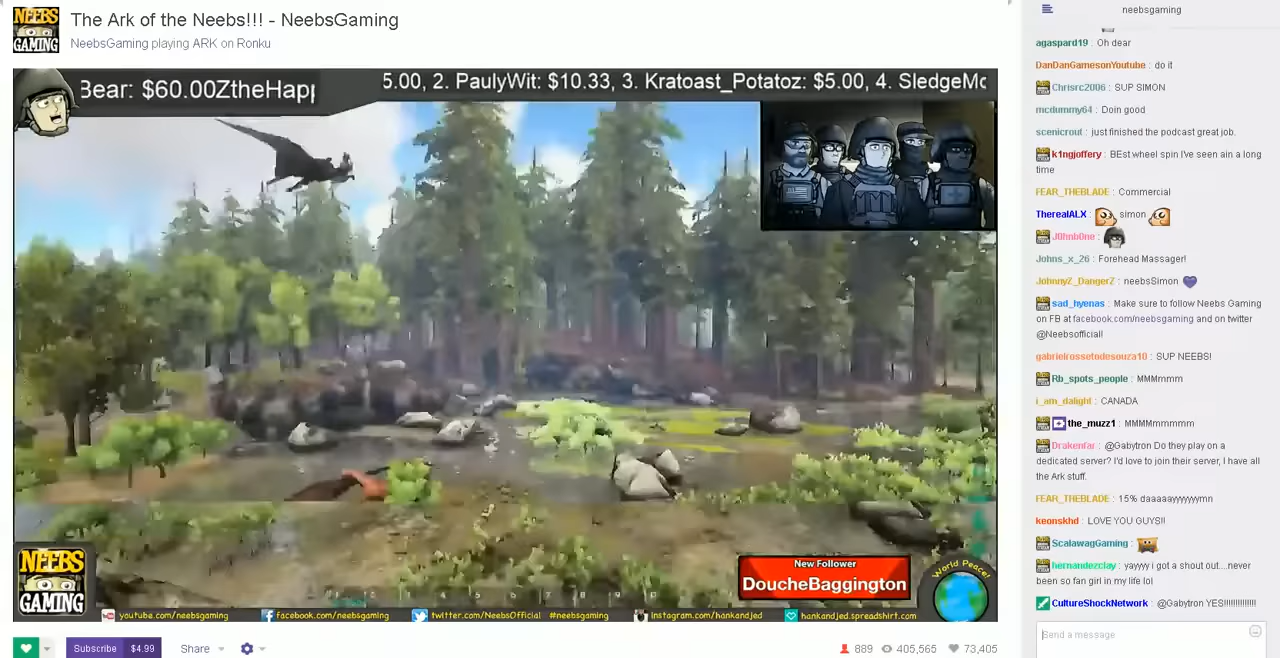 The Ark of the Neebs!!! - NeebsGaming
NeebsGaming playing ARK on Ronku
Bear: $60.00ZtheHapp
5.00, 2. PaulyWit: $10.33, 3. Kratoast_Potatoz: $5.00, 4. SledgeMc
NEEBS
GAMING
New Follower
DoucheBaggington
World Peace!
youtube.com/neebsgaming
facebook.com/neebsgaming
twitter.com/NeebsOfficial #neebsgaming
instagram.com/hankandjed
hankandjed.spreadshirt.com
Subscribe $4.99
Share
889 405,565 73,405
neebsgaming
agaspard19 : Oh dear
DanDanGamesonYoutube : do it
Chrisrc2006 : SUP SIMON
mcdummy64 : Doin good
scenicrout : just finished the podcast great job.
k1ngjoffery : BEst wheel spin I've seen ain a long
time
FEAR_THEBLADE : Commercial
TherealALX : simon
J0hnb0ne :
Johns_x_26 : Forehead Massager!
JohnnyZ_DangerZ : neebsSimon
sad_hyenas : Make sure to follow Neebs Gaming
on FB at facebook.com/neebsgaming and on twitter
@Neebsofficial!
gabrielrossetodesouza10 : SUP NEEBS!
Rb_spots_people : MMMmmm
i_am_dalight : CANADA
the_muzz1 : MMMMmmmmm
Drakenfar : @Gabytron Do they play on a
dedicated server? I'd love to join their server, I have all
the Ark stuff.
FEAR_THEBLADE : 15% daaaaayyyyyymn
keonskhd : LOVE YOU GUYS!!
ScalawagGaming :
hernandezclay : yayyyy i got a shout out....never
been so fan girl in my life lol
CultureShockNetwork : @Gabytron YES!!!!!!!!!!!!!
Send a message